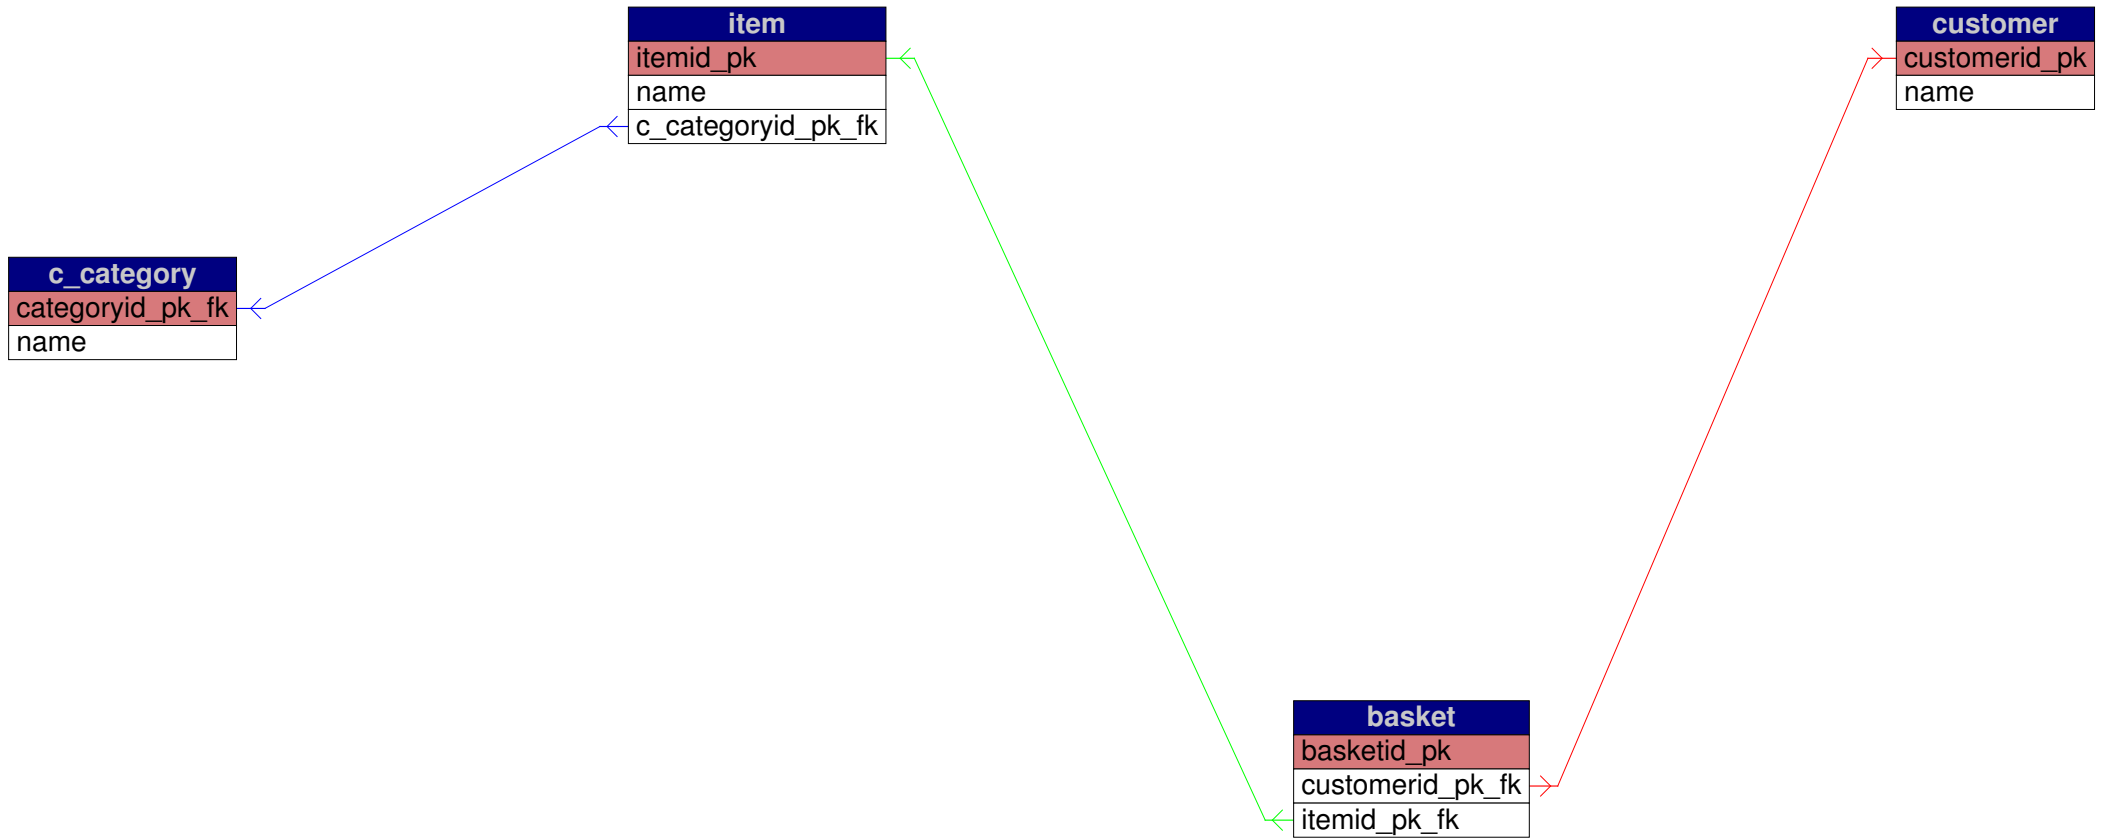 item
itemid_pk
name
c_categoryid_pk_fk
customer
customerid_pk
name
c_category
categoryid_pk_fk
name
basket
basketid_pk
customerid_pk_fk
itemid_pk_fk